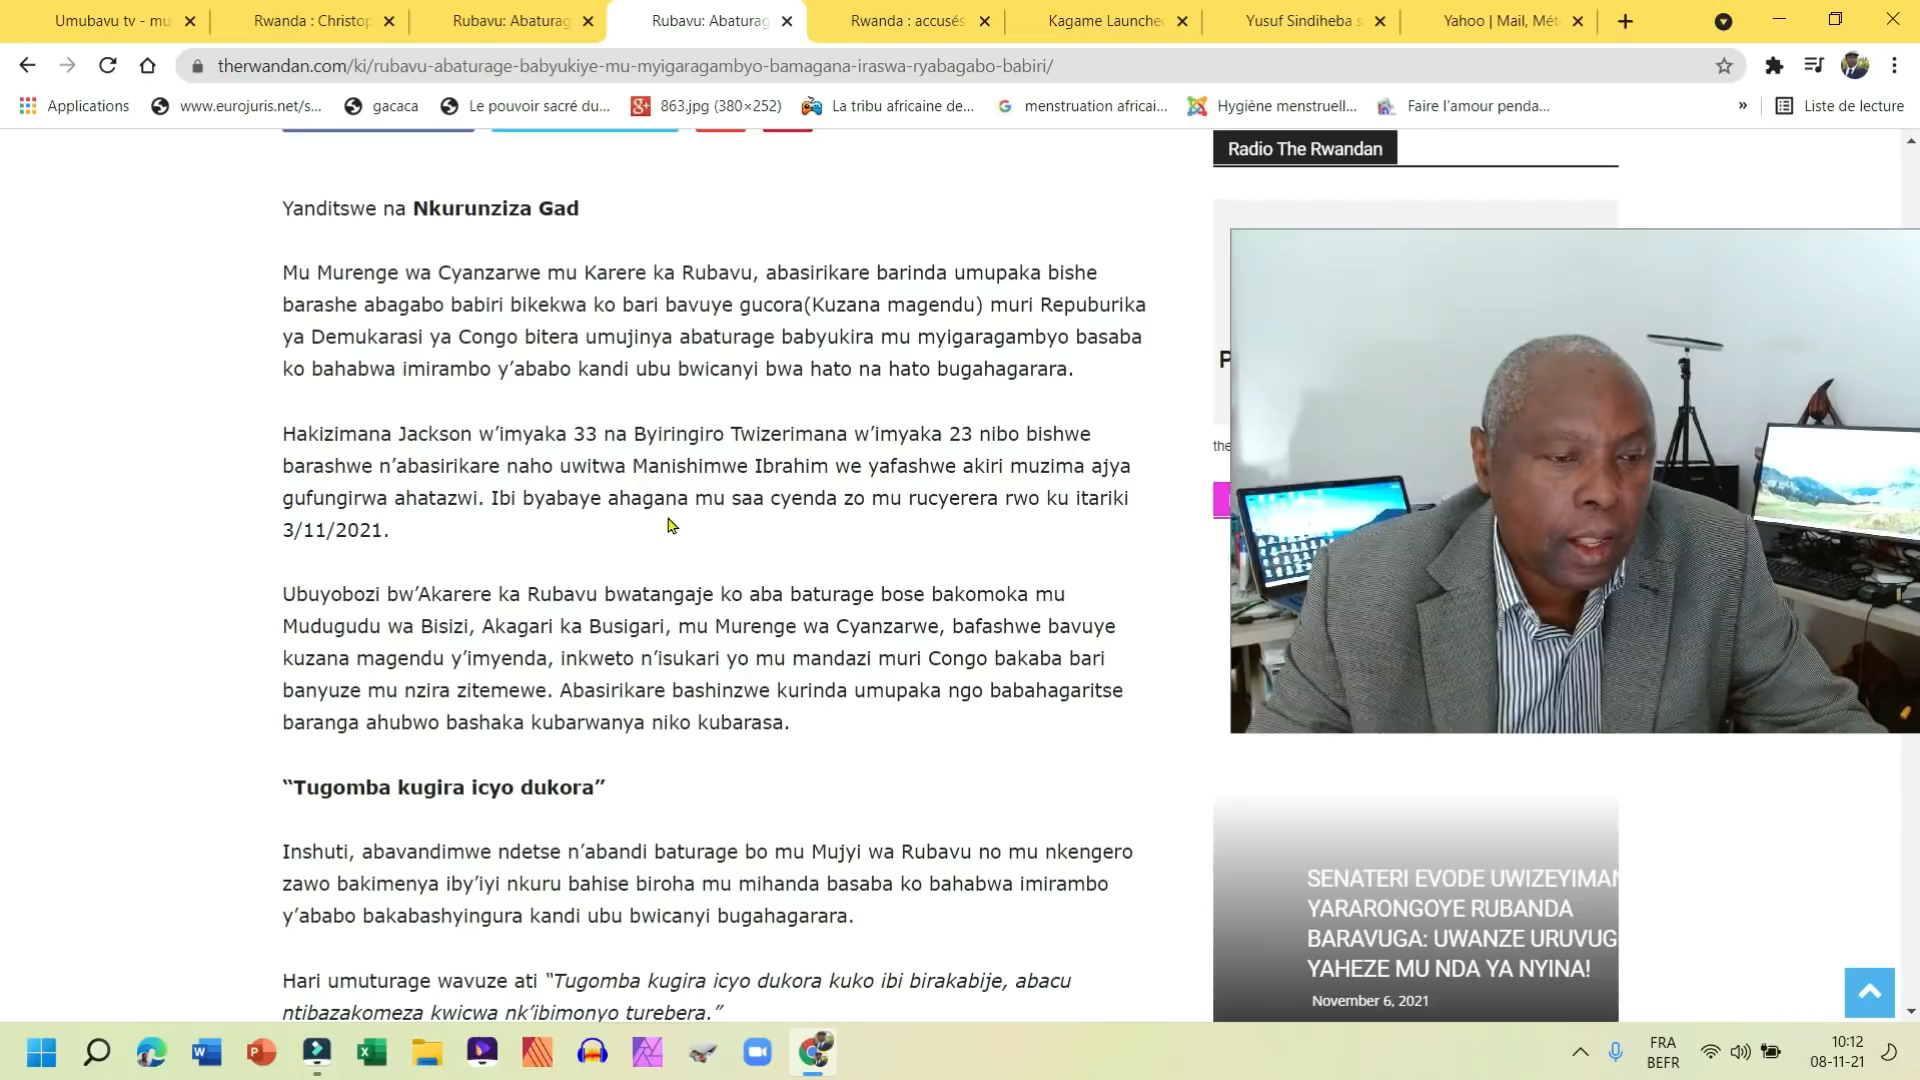 Umubavu tv - mu
Rwanda : Christop
Rubavu: Abaturag
Rubavu: Abaturag
Rwanda : accusés
Kagame Launche
Yusuf Sindiheba s
Yahoo | Mail, Mét
therwandan.com/ki/rubavu-abaturage-babyukiye-mu-myigaragambyo-bamagana-iraswa-ryabagabo-babiri/
Applications
www.eurojuris.net/s...
gacaca
Le pouvoir sacré du...
863.jpg (380×252)
La tribu africaine de...
menstruation africai...
Hygiène menstruell...
Faire l'amour penda...
»
Liste de lecture
Radio The Rwandan
Yanditswe na Nkurunziza Gad
Mu Murenge wa Cyanzarwe mu Karere ka Rubavu, abasirikare barinda umupaka bishe
barashe abagabo babiri bikekwa ko bari bavuye gucora(Kuzana magendu) muri Repuburika
ya Demukarasi ya Congo bitera umujinya abaturage babyukira mu myigaragambyo basaba
ko bahabwa imirambo y’ababo kandi ubu bwicanyi bwa hato na hato bugahagarara.
P
Hakizimana Jackson w’imyaka 33 na Byiringiro Twizerimana w’imyaka 23 nibo bishwe
barashwe n’abasirikare naho uwitwa Manishimwe Ibrahim we yafashwe akiri muzima ajya
gufungirwa ahatazwi. Ibi byabaye ahagana mu saa cyenda zo mu rucyerera rwo ku itariki
3/11/2021.
the
Ubuyobozi bw’Akarere ka Rubavu bwatangaje ko aba baturage bose bakomoka mu
Mudugudu wa Bisizi, Akagari ka Busigari, mu Murenge wa Cyanzarwe, bafashwe bavuye
kuzana magendu y’imyenda, inkweto n’isukari yo mu mandazi muri Congo bakaba bari
banyuze mu nzira zitemewe. Abasirikare bashinzwe kurinda umupaka ngo babahagaritse
baranga ahubwo bashaka kubarwanya niko kubarasa.
“Tugomba kugira icyo dukora”
Inshuti, abavandimwe ndetse n’abandi baturage bo mu Mujyi wa Rubavu no mu nkengero
zawo bakimenya iby’iyi nkuru bahise biroha mu mihanda basaba ko bahabwa imirambo
y’ababo bakabashyingura kandi ubu bwicanyi bugahagarara.
Hari umuturage wavuze ati “Tugomba kugira icyo dukora kuko ibi birakabije, abacu
ntibazakomeza kwicwa nk’ibimonyo turebera.”
SENATERI EVODE UWIZEYIMAN
YARARONGOYE RUBANDA
BARAVUGA: UWANZE URUVUG
YAHEZE MU NDA YA NYINA!
November 6, 2021
FRA
BEFR
10:12
08-11-21